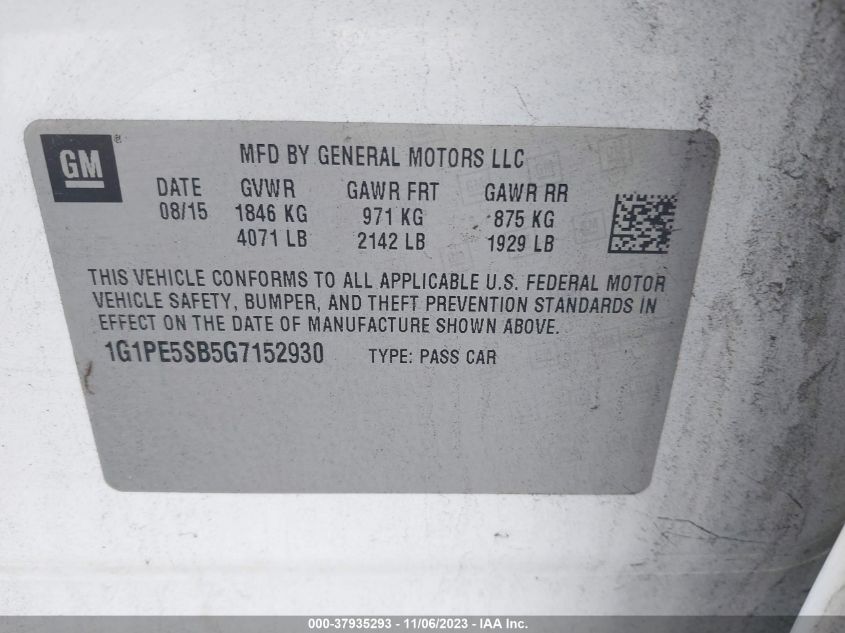 GM ®
MFD BY GENERAL MOTORS LLC
DATE GVWR GAWR FRT GAWR RR
08/15 1846 KG 971 KG 875 KG
4071 LB 2142 LB 1929 LB
THIS VEHICLE CONFORMS TO ALL APPLICABLE U.S. FEDERAL MOTOR
VEHICLE SAFETY, BUMPER, AND THEFT PREVENTION STANDARDS IN
EFFECT ON THE DATE OF MANUFACTURE SHOWN ABOVE.
1G1PE5SB5G7152930 TYPE: PASS CAR
000-37935293 - 11/06/2023 - IAA Inc.